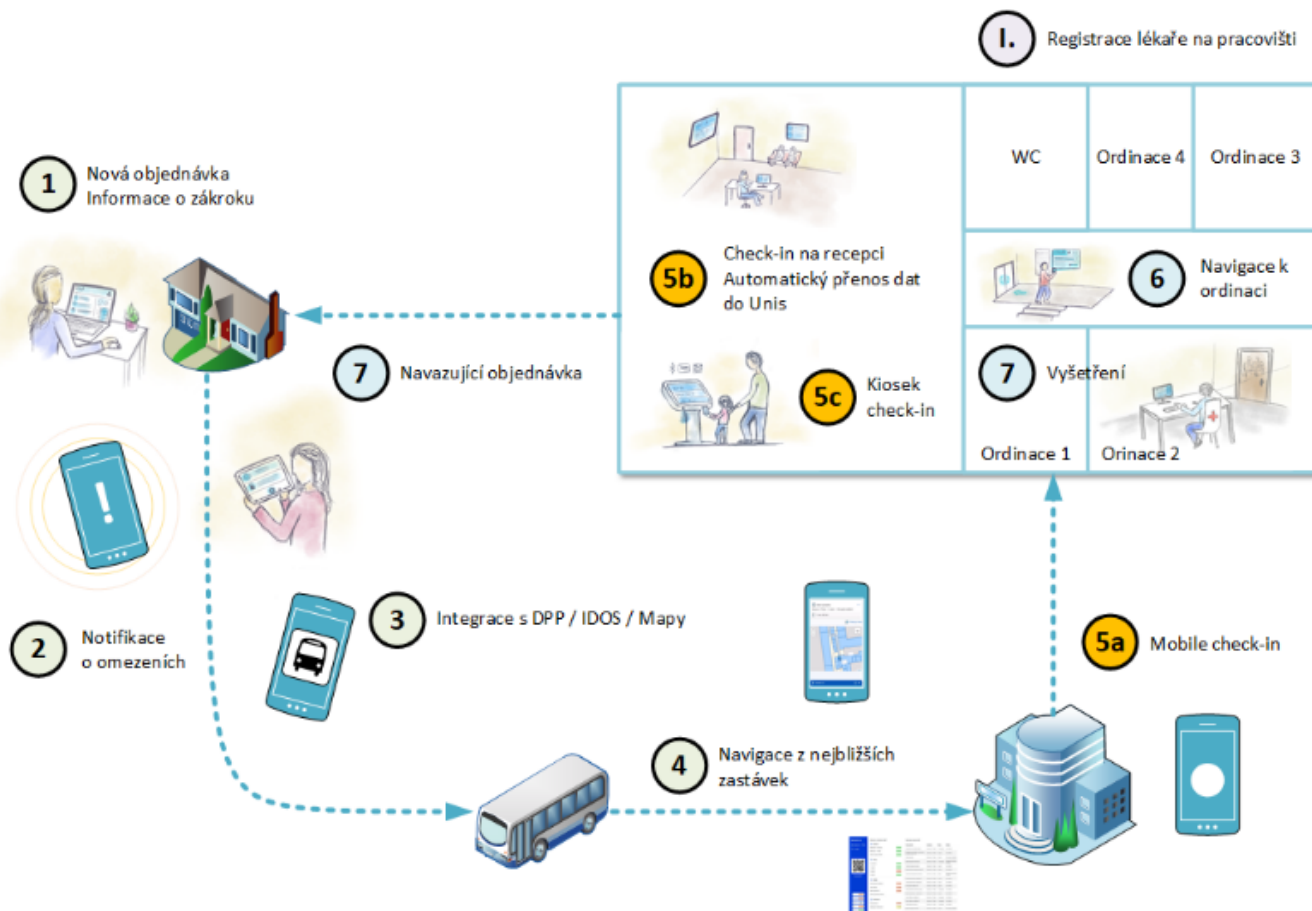 I.
Registrace lékaře na pracovišti
1
Nová objednávka
Informace o zákroku
WC
Ordinace 4
Ordinace 3
5b
Check-in na recepci
Automatický přenos dat
do Unis
6
Navigace k
ordinaci
7
Navazující objednávka
5c
Kiosek
check-in
7
Vyšetření
Ordinace 1
Orinace 2
!
2
Notifikace
o omezeních
3
Integrace s DPP / IDOS / Mapy
5a
Mobile check-in
4
Navigace z nejbližších
zastávek